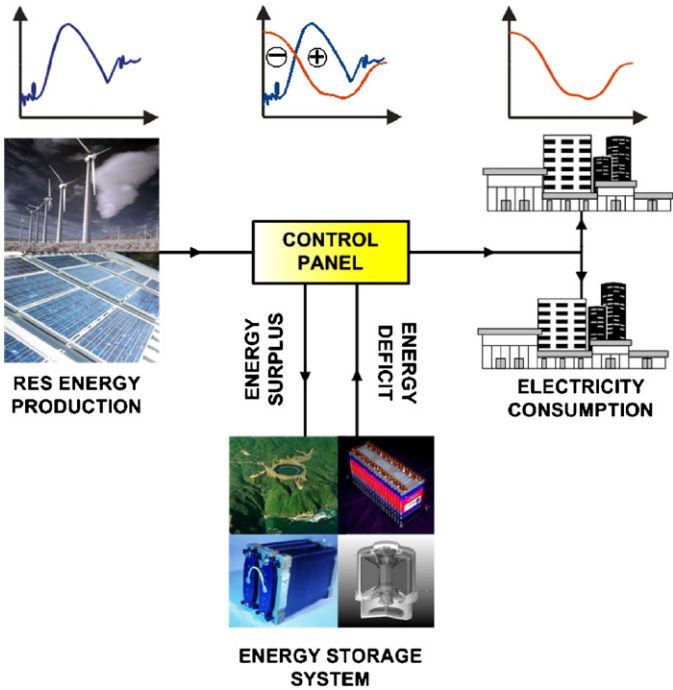 CONTROL
PANEL
ENERGY
SURPLUS
ENERGY
DEFICIT
RES ENERGY
PRODUCTION
ELECTRICITY
CONSUMPTION
ENERGY STORAGE
SYSTEM